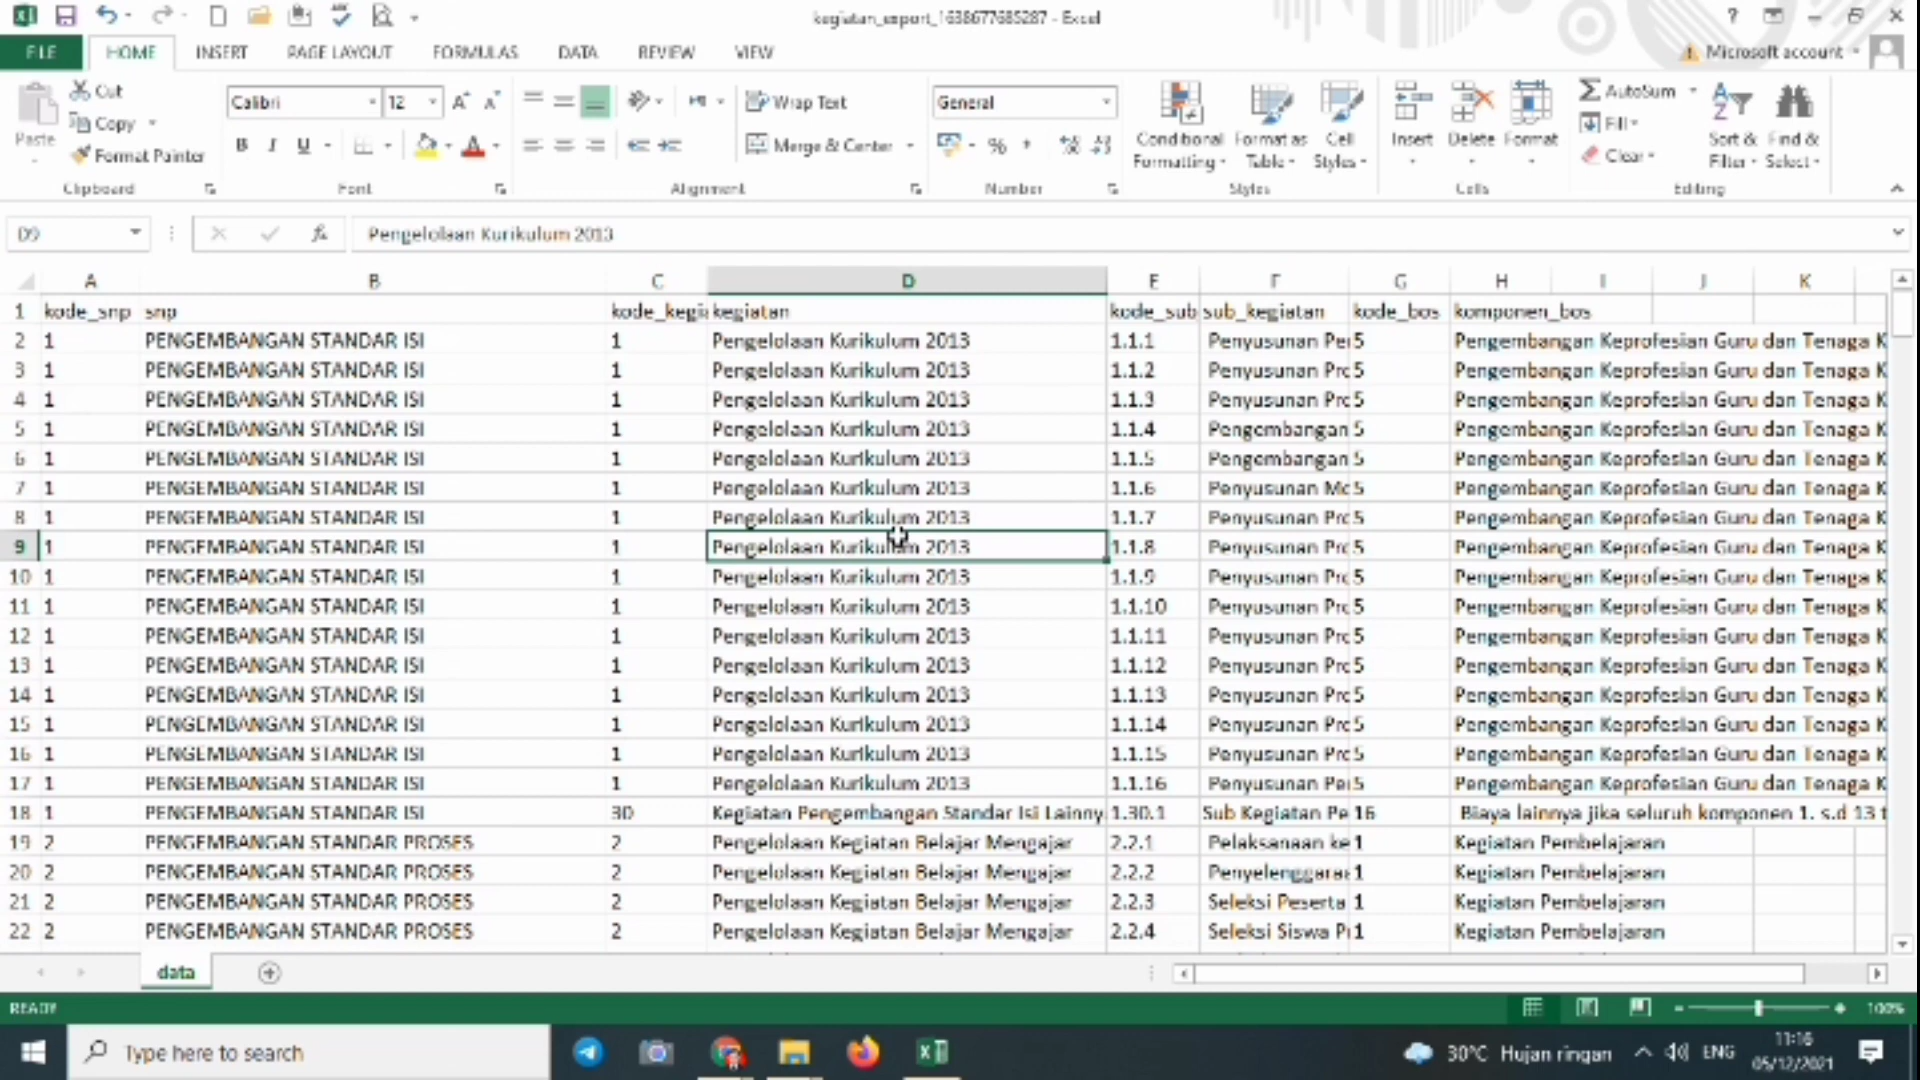 kegiatan_export_1638677685287 - Excel
FILE HOME INSERT PAGE LAYOUT FORMULAS DATA REVIEW VIEW Microsoft account
Paste Cut Copy Format Painter Clipboard
Calibri 12 B I U Font
Wrap Text Merge & Center Alignment
General % Number
Conditional Formatting Format as Table Cell Styles Styles
Insert Delete Format Cells
AutoSum Fill Clear Sort & Filter Find & Select Editing
D9 fx Pengelolaan Kurikulum 2013
A B C D E F G H I J K
1 kode_snp snp kode_kegi kegiatan kode_sub sub_kegiatan kode_bos komponen_bos
2 1 PENGEMBANGAN STANDAR ISI 1 Pengelolaan Kurikulum 2013 1.1.1 Penyusunan Per 5 Pengembangan Keprofesian Guru dan Tenaga K
3 1 PENGEMBANGAN STANDAR ISI 1 Pengelolaan Kurikulum 2013 1.1.2 Penyusunan Pro 5 Pengembangan Keprofesian Guru dan Tenaga K
4 1 PENGEMBANGAN STANDAR ISI 1 Pengelolaan Kurikulum 2013 1.1.3 Penyusunan Pro 5 Pengembangan Keprofesian Guru dan Tenaga K
5 1 PENGEMBANGAN STANDAR ISI 1 Pengelolaan Kurikulum 2013 1.1.4 Pengembangan 5 Pengembangan Keprofesian Guru dan Tenaga K
6 1 PENGEMBANGAN STANDAR ISI 1 Pengelolaan Kurikulum 2013 1.1.5 Pengembangan 5 Pengembangan Keprofesian Guru dan Tenaga K
7 1 PENGEMBANGAN STANDAR ISI 1 Pengelolaan Kurikulum 2013 1.1.6 Penyusunan Mo 5 Pengembangan Keprofesian Guru dan Tenaga K
8 1 PENGEMBANGAN STANDAR ISI 1 Pengelolaan Kurikulum 2013 1.1.7 Penyusunan Pro 5 Pengembangan Keprofesian Guru dan Tenaga K
9 1 PENGEMBANGAN STANDAR ISI 1 Pengelolaan Kurikulum 2013 1.1.8 Penyusunan Pro 5 Pengembangan Keprofesian Guru dan Tenaga K
10 1 PENGEMBANGAN STANDAR ISI 1 Pengelolaan Kurikulum 2013 1.1.9 Penyusunan Pro 5 Pengembangan Keprofesian Guru dan Tenaga K
11 1 PENGEMBANGAN STANDAR ISI 1 Pengelolaan Kurikulum 2013 1.1.10 Penyusunan Pro 5 Pengembangan Keprofesian Guru dan Tenaga K
12 1 PENGEMBANGAN STANDAR ISI 1 Pengelolaan Kurikulum 2013 1.1.11 Penyusunan Pro 5 Pengembangan Keprofesian Guru dan Tenaga K
13 1 PENGEMBANGAN STANDAR ISI 1 Pengelolaan Kurikulum 2013 1.1.12 Penyusunan Pro 5 Pengembangan Keprofesian Guru dan Tenaga K
14 1 PENGEMBANGAN STANDAR ISI 1 Pengelolaan Kurikulum 2013 1.1.13 Penyusunan Pro 5 Pengembangan Keprofesian Guru dan Tenaga K
15 1 PENGEMBANGAN STANDAR ISI 1 Pengelolaan Kurikulum 2013 1.1.14 Penyusunan Pro 5 Pengembangan Keprofesian Guru dan Tenaga K
16 1 PENGEMBANGAN STANDAR ISI 1 Pengelolaan Kurikulum 2013 1.1.15 Penyusunan Pro 5 Pengembangan Keprofesian Guru dan Tenaga K
17 1 PENGEMBANGAN STANDAR ISI 1 Pengelolaan Kurikulum 2013 1.1.16 Penyusunan Per 5 Pengembangan Keprofesian Guru dan Tenaga K
18 1 PENGEMBANGAN STANDAR ISI 30 Kegiatan Pengembangan Standar Isi Lainny 1.30.1 Sub Kegiatan Pe 16 Biaya lainnya jika seluruh komponen 1. s.d 13 t
19 2 PENGEMBANGAN STANDAR PROSES 2 Pengelolaan Kegiatan Belajar Mengajar 2.2.1 Pelaksanaan ke 1 Kegiatan Pembelajaran
20 2 PENGEMBANGAN STANDAR PROSES 2 Pengelolaan Kegiatan Belajar Mengajar 2.2.2 Penyelenggaraa 1 Kegiatan Pembelajaran
21 2 PENGEMBANGAN STANDAR PROSES 2 Pengelolaan Kegiatan Belajar Mengajar 2.2.3 Seleksi Peserta 1 Kegiatan Pembelajaran
22 2 PENGEMBANGAN STANDAR PROSES 2 Pengelolaan Kegiatan Belajar Mengajar 2.2.4 Seleksi Siswa Pr 1 Kegiatan Pembelajaran
data
READY 100%
Type here to search 30°C Hujan ringan ENG 11:16
05/12/2021